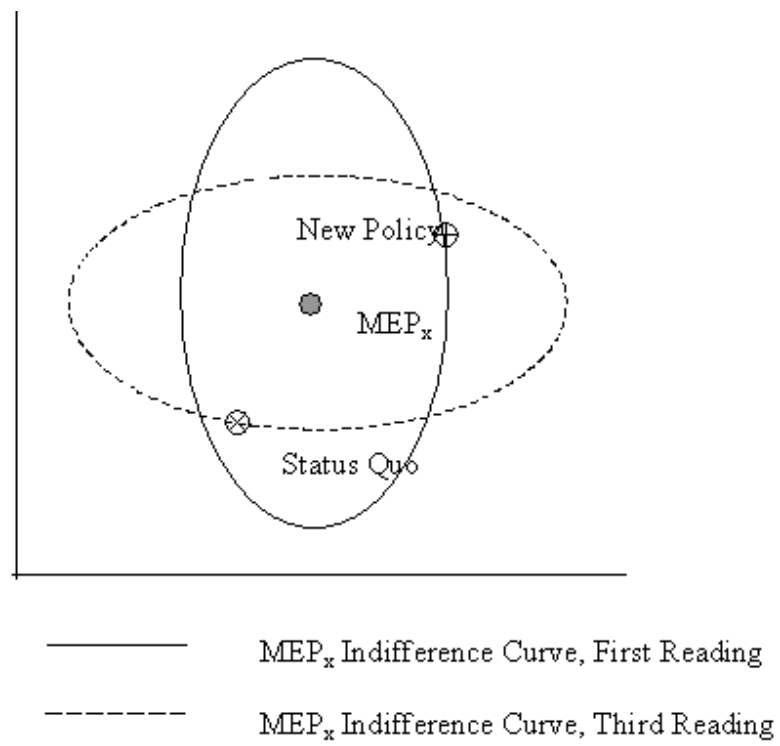 New Policy
MEPx
Status Quo
MEPx Indifference Curve, First Reading
MEPx Indifference Curve, Third Reading